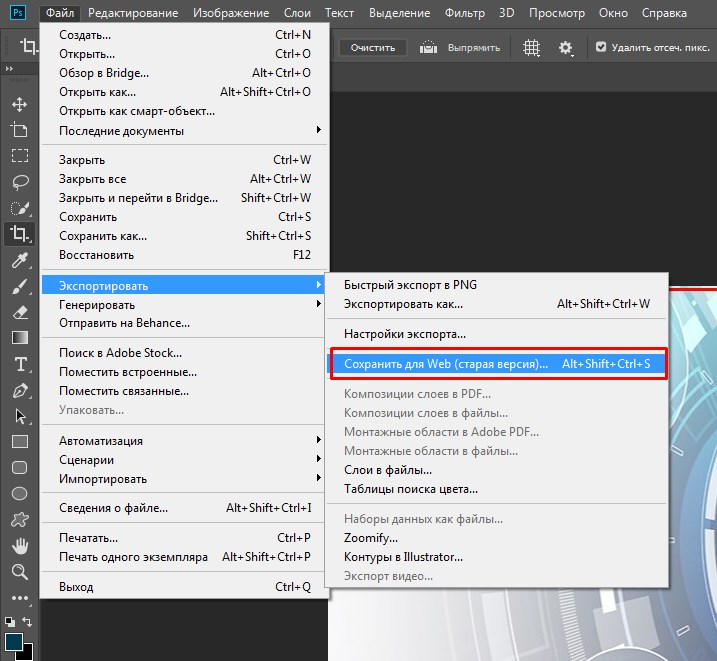 Ps Файл Редактирование Изображение Слои Текст Выделение Фильтр 3D Просмотр Окно Справка
Очистить Выпрямить Удалить отсеч. пикс.
Создать... Ctrl+N
Открыть... Ctrl+O
Обзор в Bridge... Alt+Ctrl+O
Открыть как... Alt+Shift+Ctrl+O
Открыть как смарт-объект...
Последние документы
Закрыть Ctrl+W
Закрыть все Alt+Ctrl+W
Закрыть и перейти в Bridge... Shift+Ctrl+W
Сохранить Ctrl+S
Сохранить как... Shift+Ctrl+S
Восстановить F12
Экспортировать
Генерировать
Отправить на Behance...
Поиск в Adobe Stock...
Поместить встроенные...
Поместить связанные...
Упаковать...
Автоматизация
Сценарии
Импортировать
Сведения о файле... Alt+Shift+Ctrl+I
Печатать... Ctrl+P
Печать одного экземпляра Alt+Shift+Ctrl+P
Выход Ctrl+Q
Быстрый экспорт в PNG
Экспортировать как... Alt+Shift+Ctrl+W
Настройки экспорта...
Сохранить для Web (старая версия)... Alt+Shift+Ctrl+S
Композиции слоев в PDF...
Композиции слоев в файлы...
Монтажные области в Adobe PDF...
Монтажные области в файлы...
Слои в файлы...
Таблицы поиска цвета...
Наборы данных как файлы...
Zoomify...
Контуры в Illustrator...
Экспорт видео...